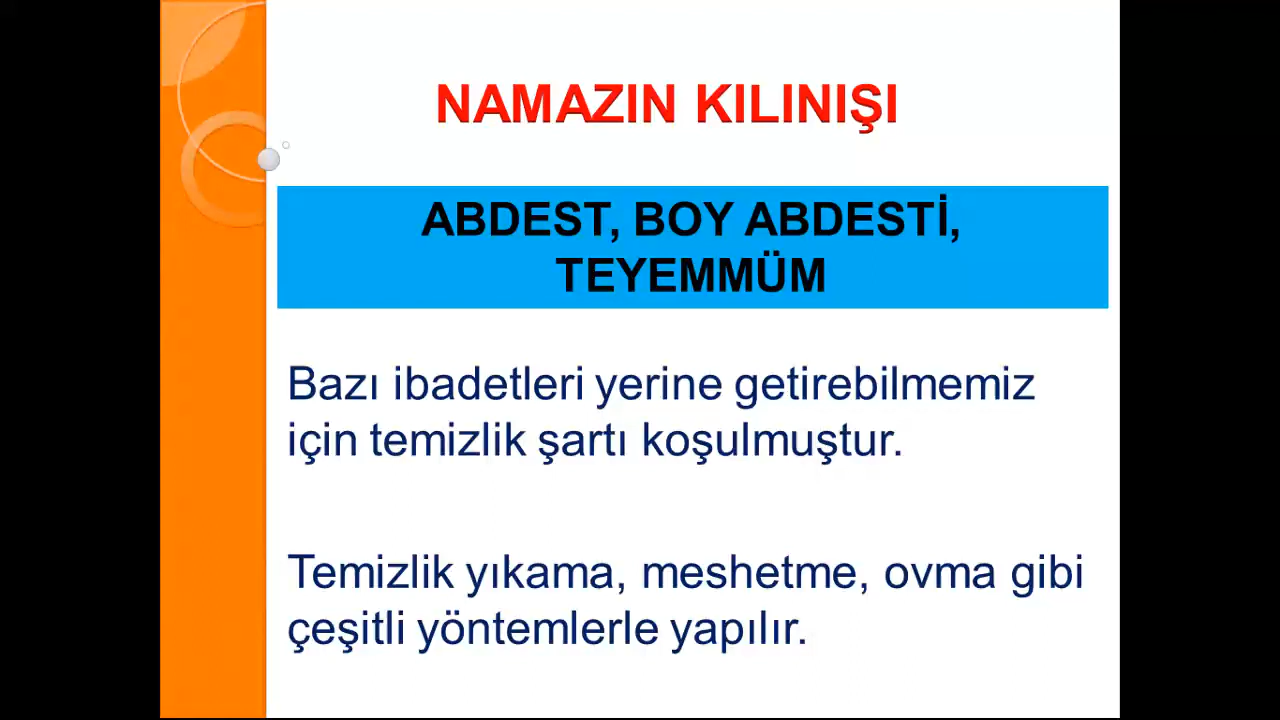 NAMAZIN KILINIŞI
ABDEST, BOY ABDESTİ,
TEYEMMÜM
Bazı ibadetleri yerine getirebilmemiz
için temizlik şartı koşulmuştur.
Temizlik yıkama, meshetme, ovma gibi
çeşitli yöntemlerle yapılır.